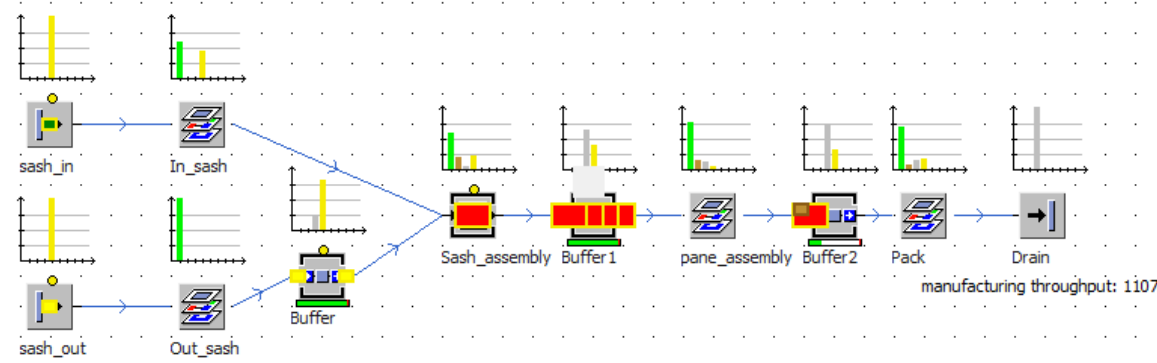 sash_in
In_sash
Sash_assembly
Buffer1
pane_assembly
Buffer2
Pack
Drain
manufacturing throughput: 1107
Buffer
sash_out
Out_sash